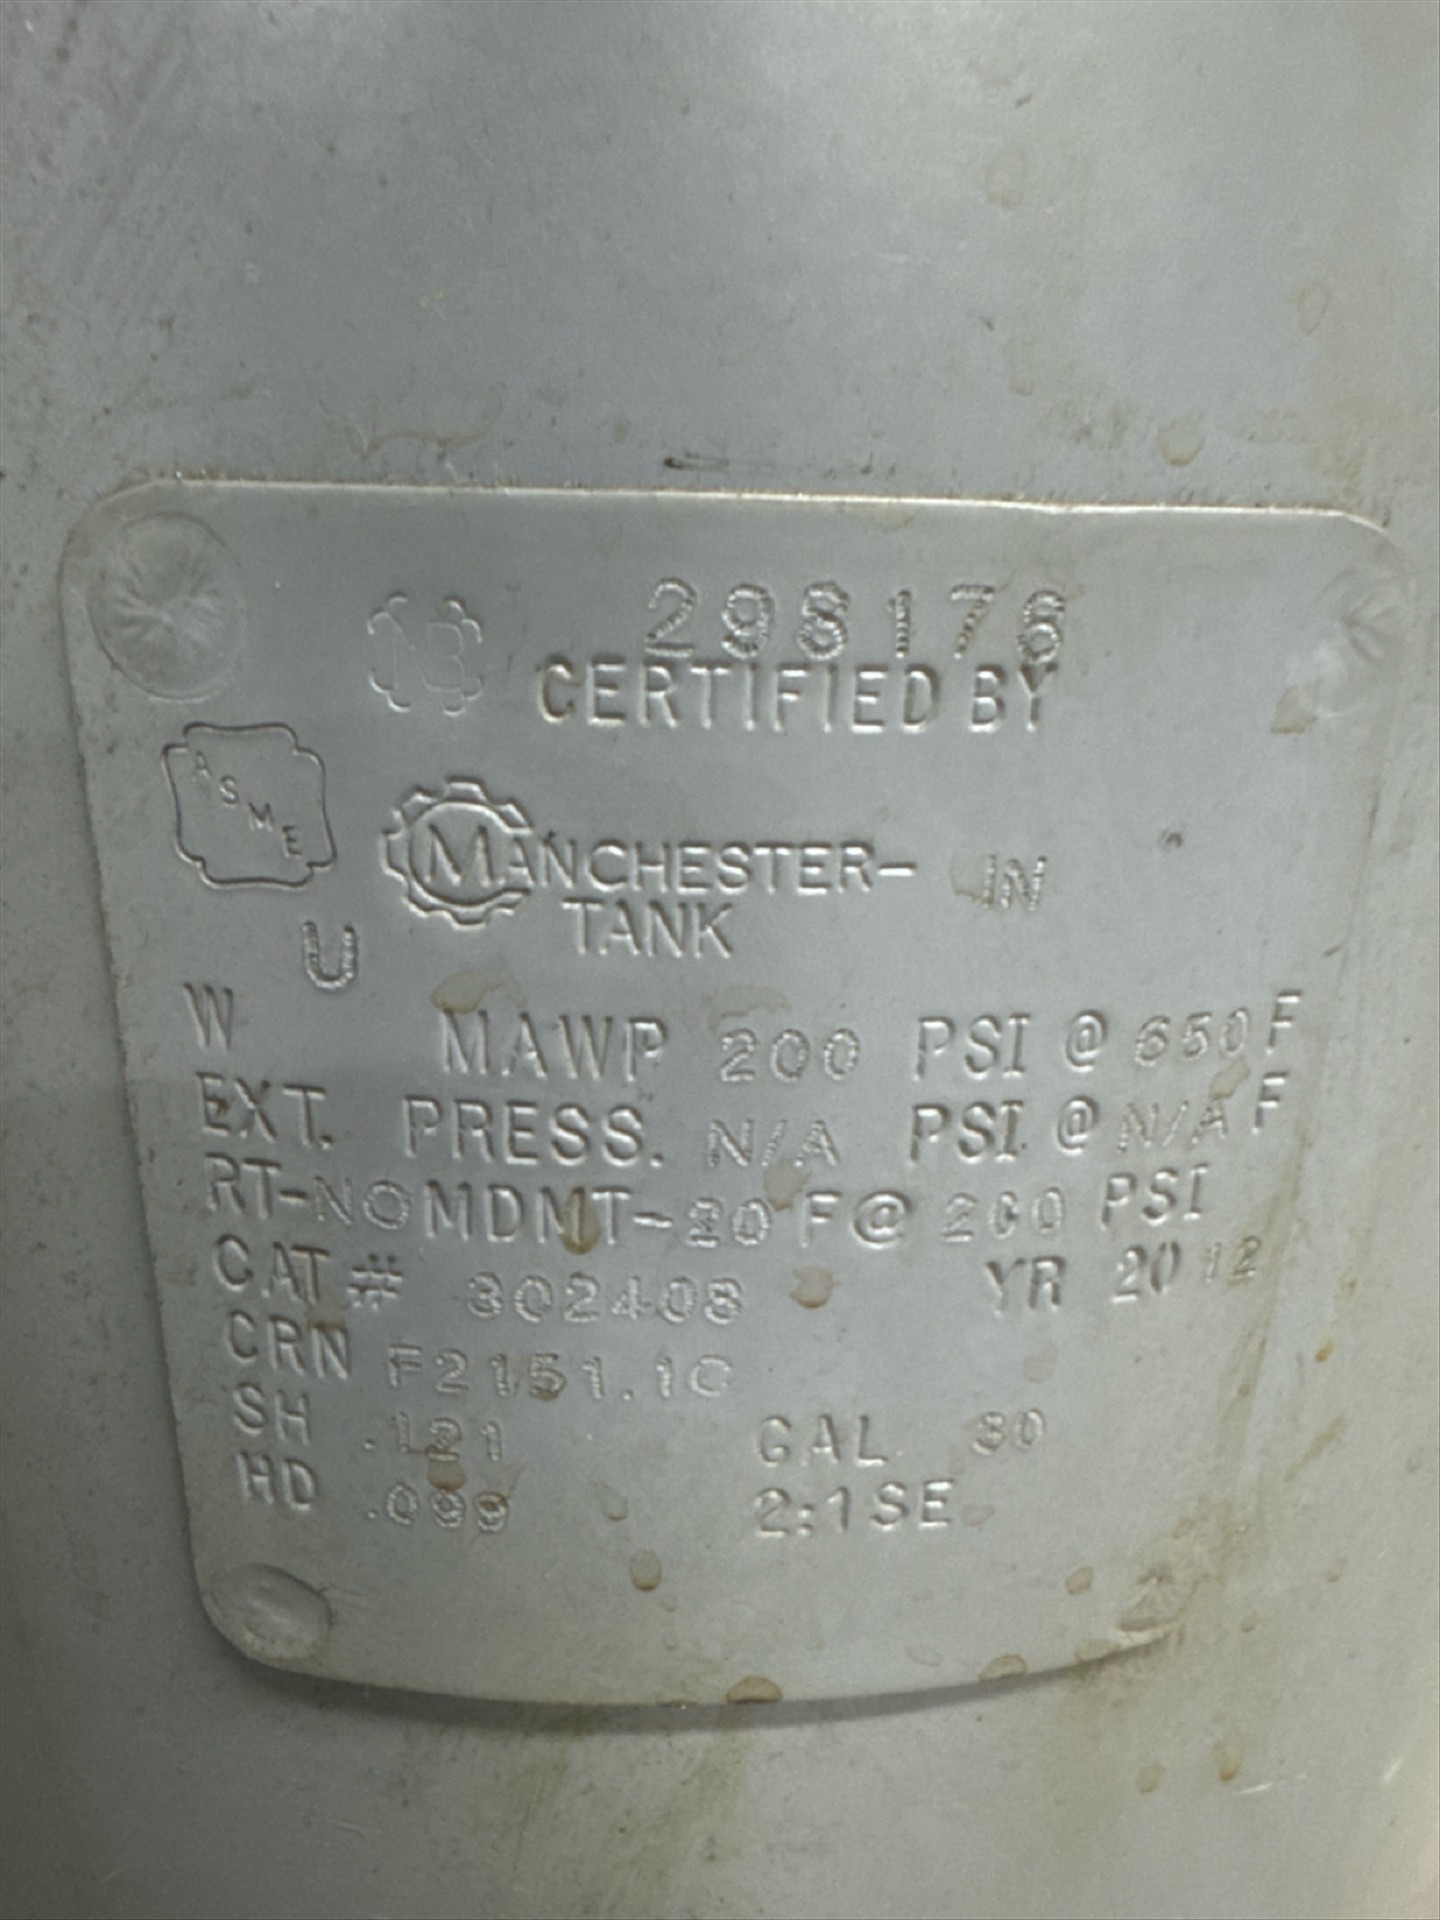 NB 298176
CERTIFIED BY
ASME
MANCHESTER- IN
TANK
U
W MAWP 200 PSI @ 650 F
EXT. PRESS. N/A PSI @ N/A F
RT-NO MDMT-20 F@ 200 PSI
CAT # 302408 YR 2012
CRN F2151.1C
SH .121 GAL 30
HD .099 2:1SE